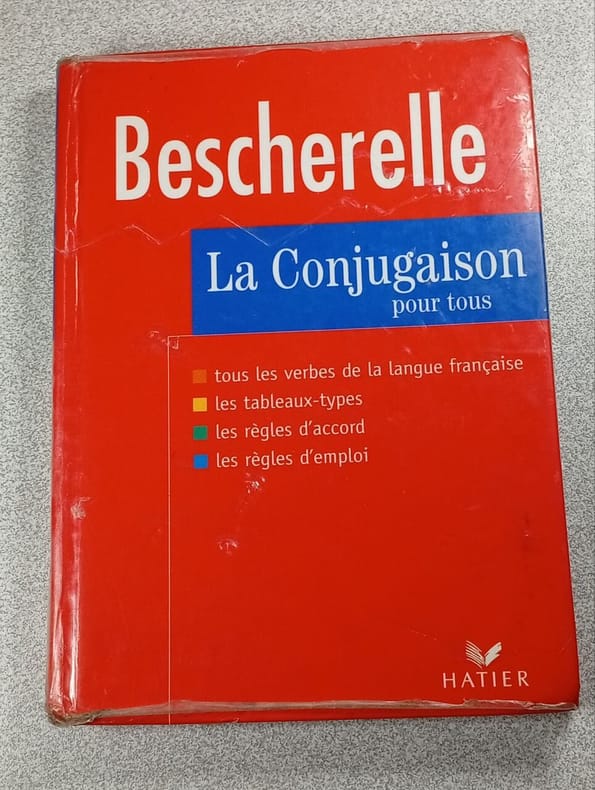 Bescherelle
La Conjugaison
pour tous
tous les verbes de la langue française
les tableaux-types
les règles d'accord
les règles d'emploi
HATIER